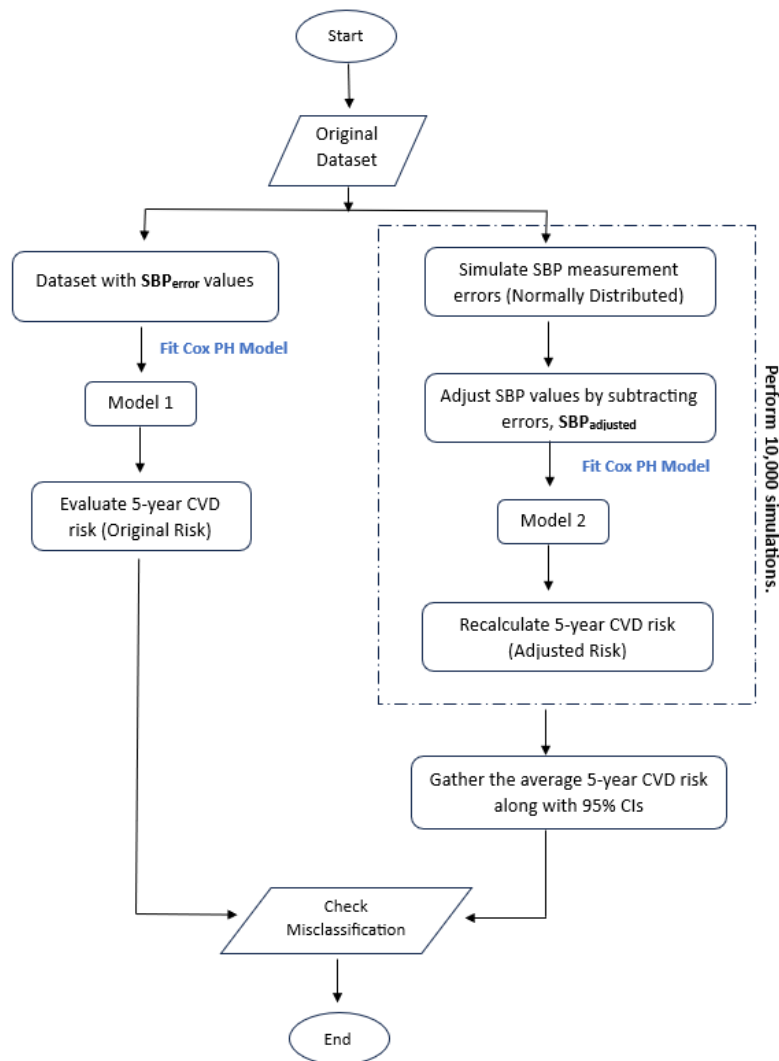 Start
Original
Dataset
Dataset with SBPerror values
Fit Cox PH Model
Model 1
Evaluate 5-year CVD
risk (Original Risk)
Simulate SBP measurement
errors (Normally Distributed)
Adjust SBP values by subtracting
errors, SBPadjusted
Fit Cox PH Model
Model 2
Recalculate 5-year CVD risk
(Adjusted Risk)
Perform 10,000 simulations.
Gather the average 5-year CVD risk
along with 95% CIs
Check
Misclassification
End